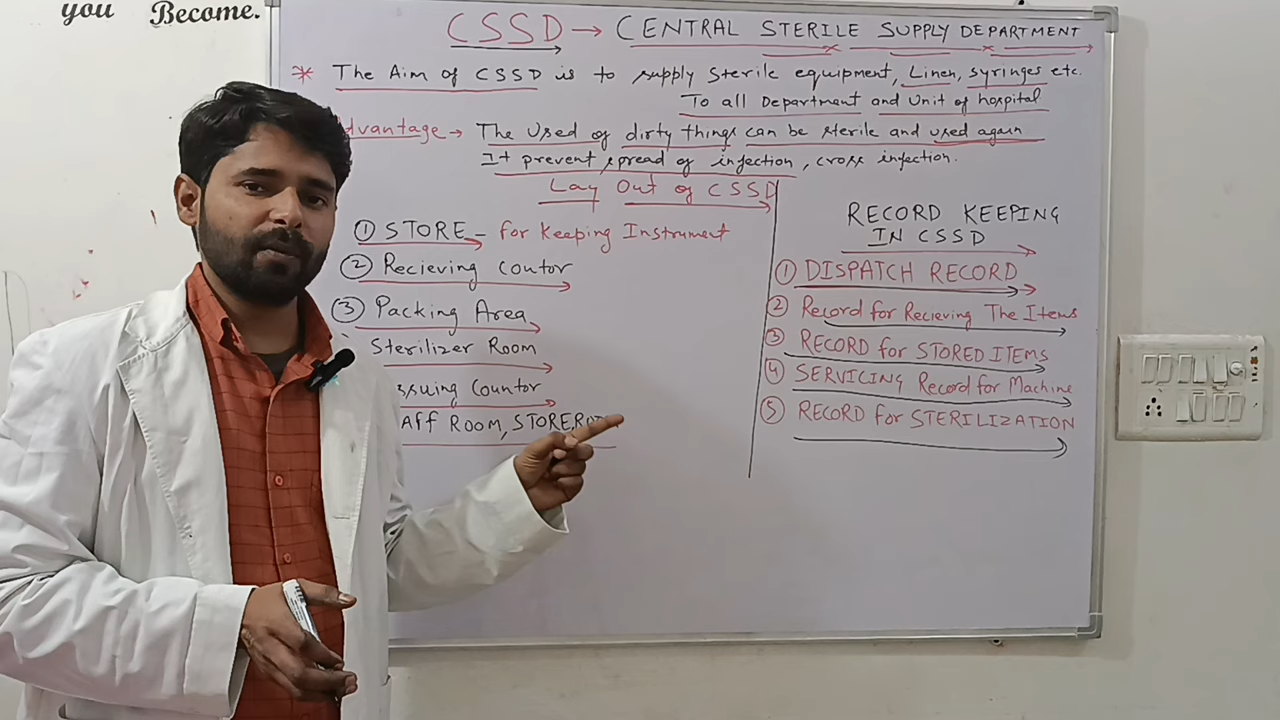 you Become.
CSSD → CENTRAL STERILE SUPPLY DEPARTMENT
* The Aim of CSSD is to supply Sterile equipment, Linen, syringes etc.
To all Department and Unit of hospital
dvantage → The Used of dirty things can be sterile and used again
It prevent spread of infection, cross infection.
Lay Out of CSSD
① STORE - for Keeping Instrument
② Recieving Contor
③ Packing Area
Sterilizer Room
ssuing Contor
aff Room, STORE
RECORD KEEPING
IN CSSD
① DISPATCH RECORD
② Record for Recieving The Items
③ RECORD for STORED ITEMS
④ SERVICING Record for Machine
⑤ RECORD for STERILIZATION